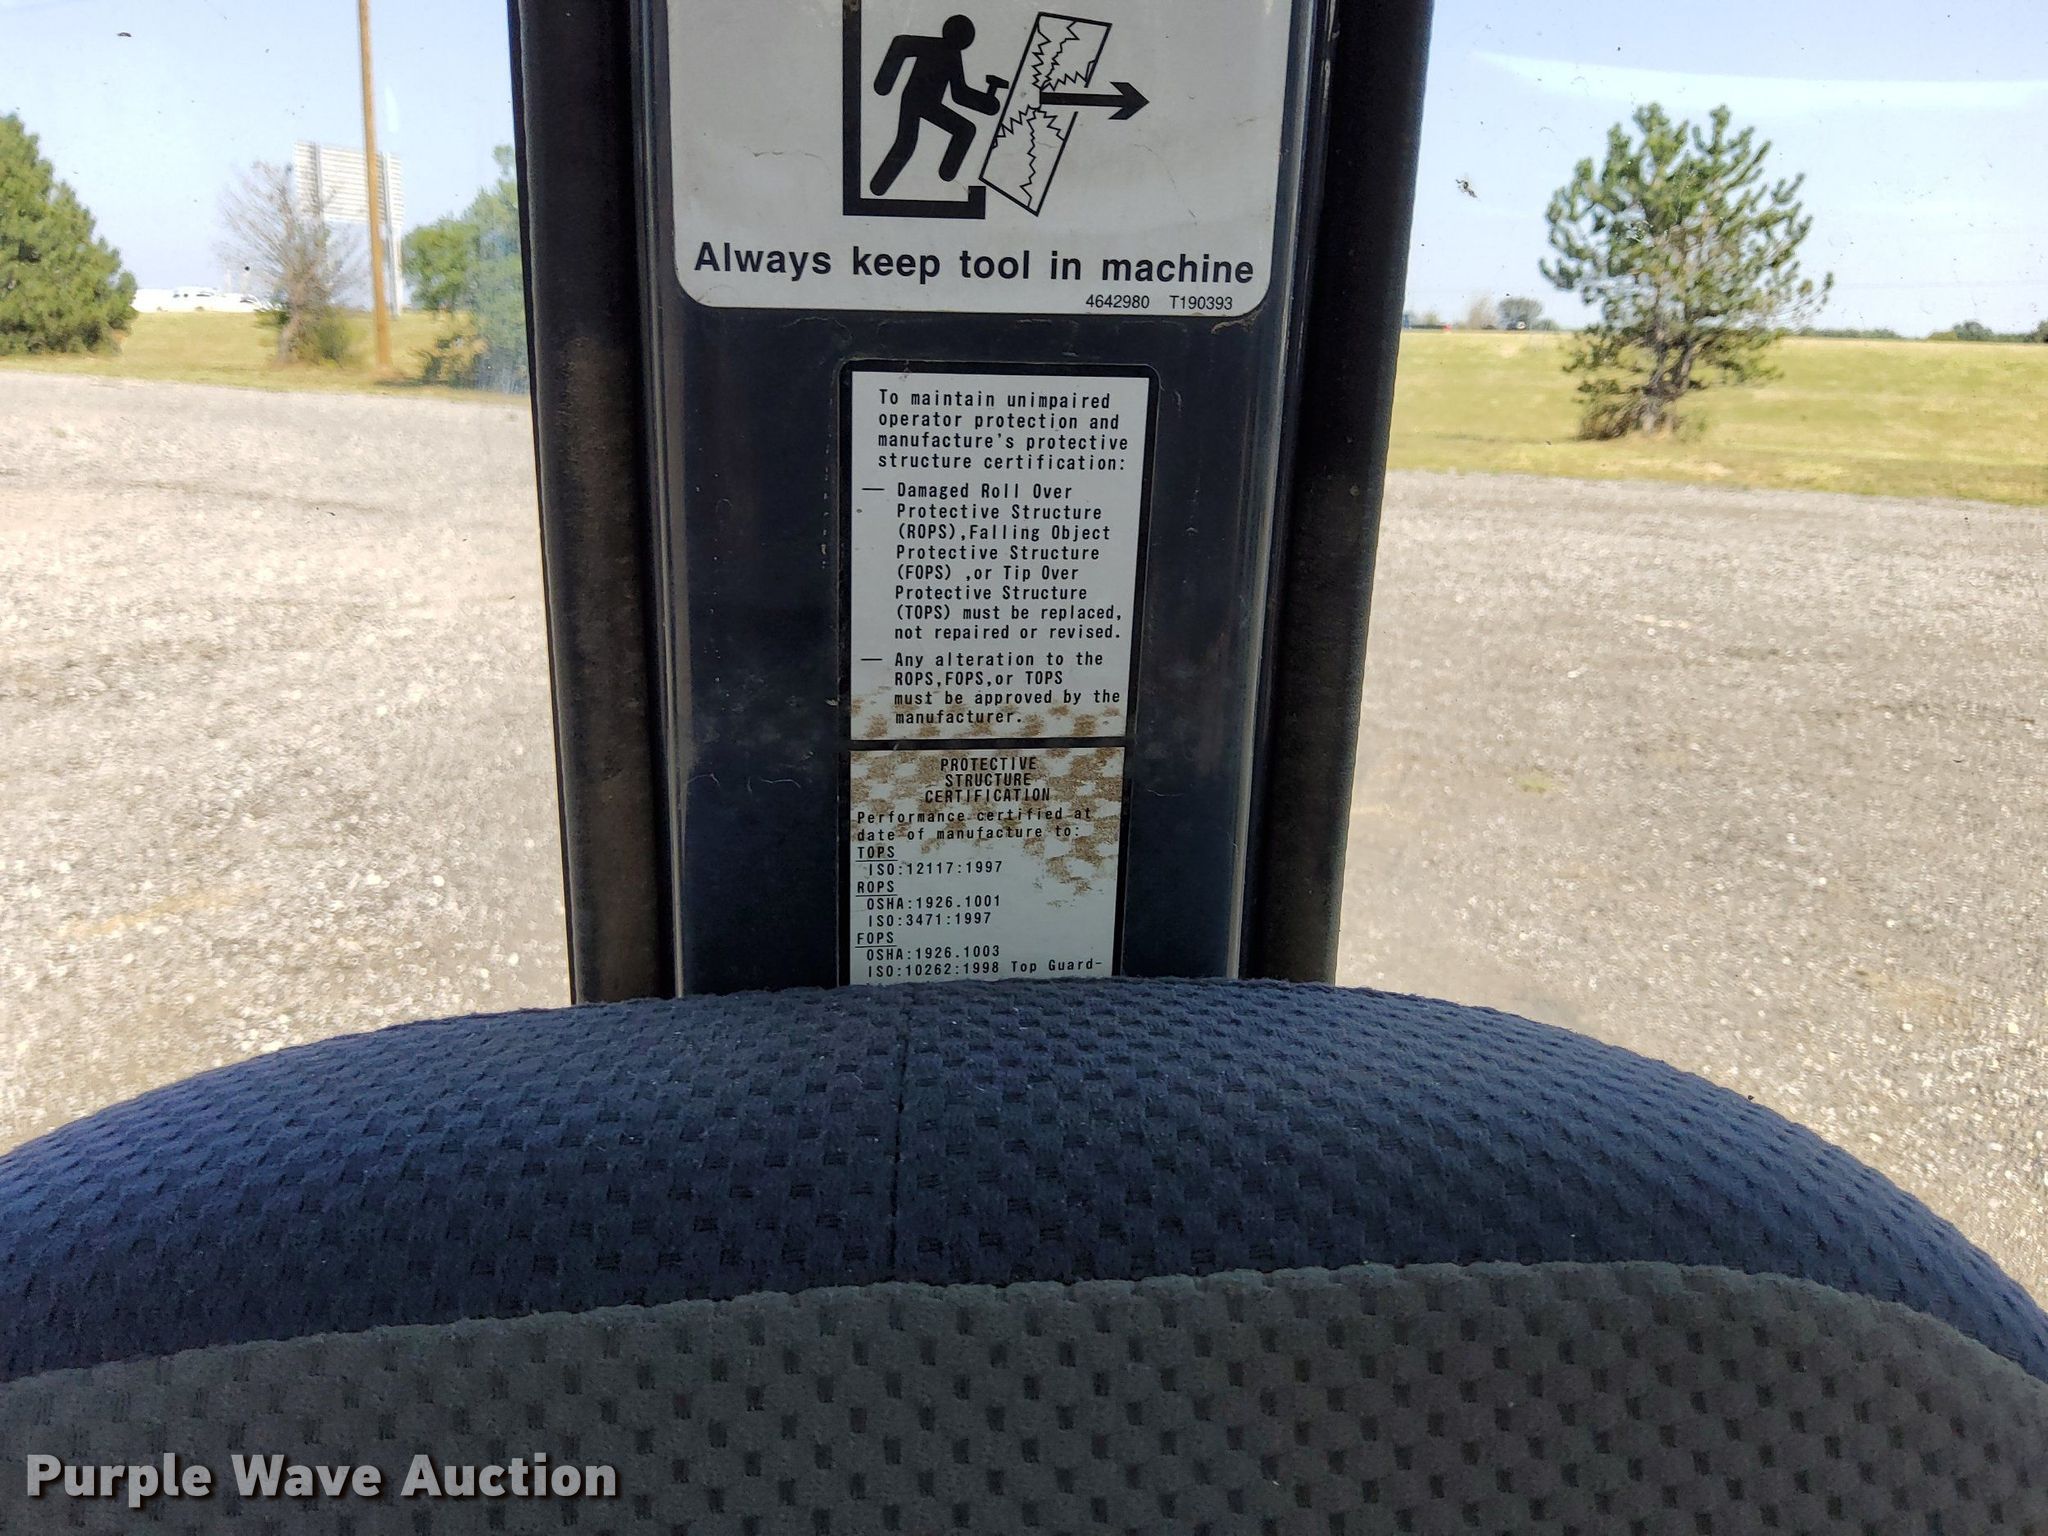 Always keep tool in machine
4642980 T190393
To maintain unimpaired
operator protection and
manufacture's protective
structure certification:
— Damaged Roll Over
Protective Structure
(ROPS),Falling Object
Protective Structure
(FOPS) ,or Tip Over
Protective Structure
(TOPS) must be replaced,
not repaired or revised.
— Any alteration to the
ROPS,FOPS,or TOPS
must be approved by the
manufacturer.
PROTECTIVE
STRUCTURE
CERTIFICATION
Performance certified at
date of manufacture to:
TOPS
ISO:12117:1997
ROPS
OSHA:1926.1001
ISO:3471:1997
FOPS
OSHA:1926.1003
ISO:10262:1998 Top Guard-
Purple Wave Auction